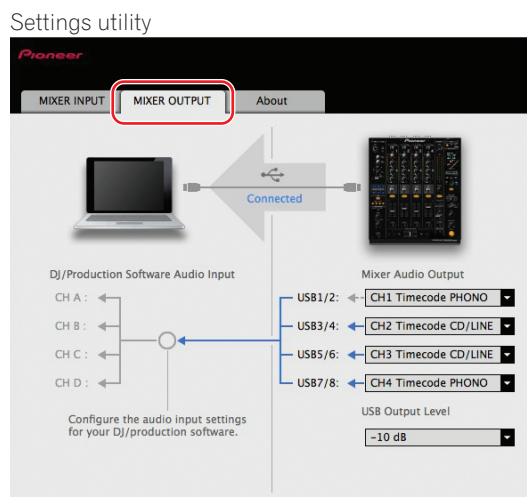 Settings utility
Pioneer
MIXER INPUT
MIXER OUTPUT
About
Connected
DJ/Production Software Audio Input
Mixer Audio Output
CH A :
CH B :
CH C :
CH D :
USB1/2:
CH1 Timecode PHONO
USB3/4:
CH2 Timecode CD/LINE
USB5/6:
CH3 Timecode CD/LINE
USB7/8:
CH4 Timecode PHONO
Configure the audio input settings
for your DJ/production software.
USB Output Level
-10 dB